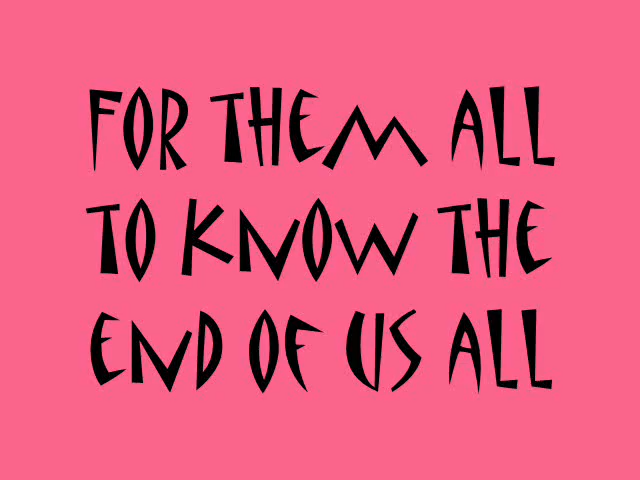 FOR THEM ALL
TO KNOW THE
END OF US ALL